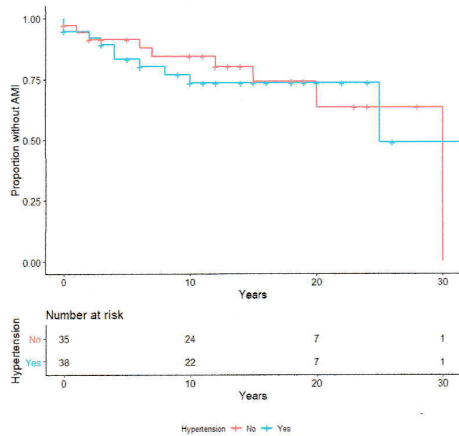 1.00
0.75
0.50
0.25
0.00
Proportion without AMI
0 10 20 30
Years
Number at risk
Hypertension
No 35 24 7 1
Yes 38 22 7 1
0 10 20 30
Years
Hypertension No Yes